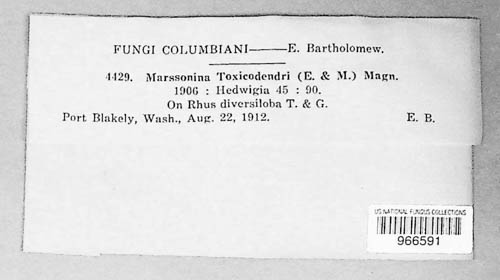 FUNGI COLUMBIANI——E. Bartholomew.
4429. Marssonina Toxicodendri (E. & M.) Magn.
1906 : Hedwigia 45 : 90.
On Rhus diversiloba T. & G.
Port Blakely, Wash., Aug. 22, 1912. E. B.
US NATIONAL FUNGUS COLLECTIONS
966591